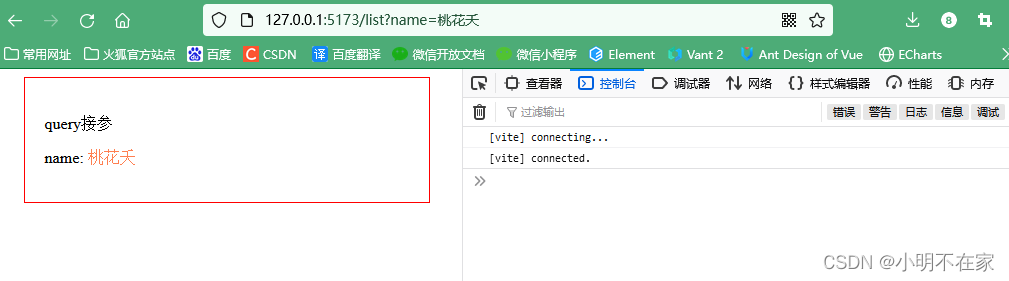 127.0.0.1:5173/list?name=桃花夭
8
常用网址 火狐官方站点 百度 C CSDN 译 百度翻译 微信开放文档 微信小程序 Element Vant 2 Ant Design of Vue ECharts
查看器 控制台 调试器 网络 样式编辑器 性能 内存
过滤输出 错误 警告 日志 信息 调试
[vite] connecting...
[vite] connected.
query接参
name: 桃花夭
CSDN @小明不在家